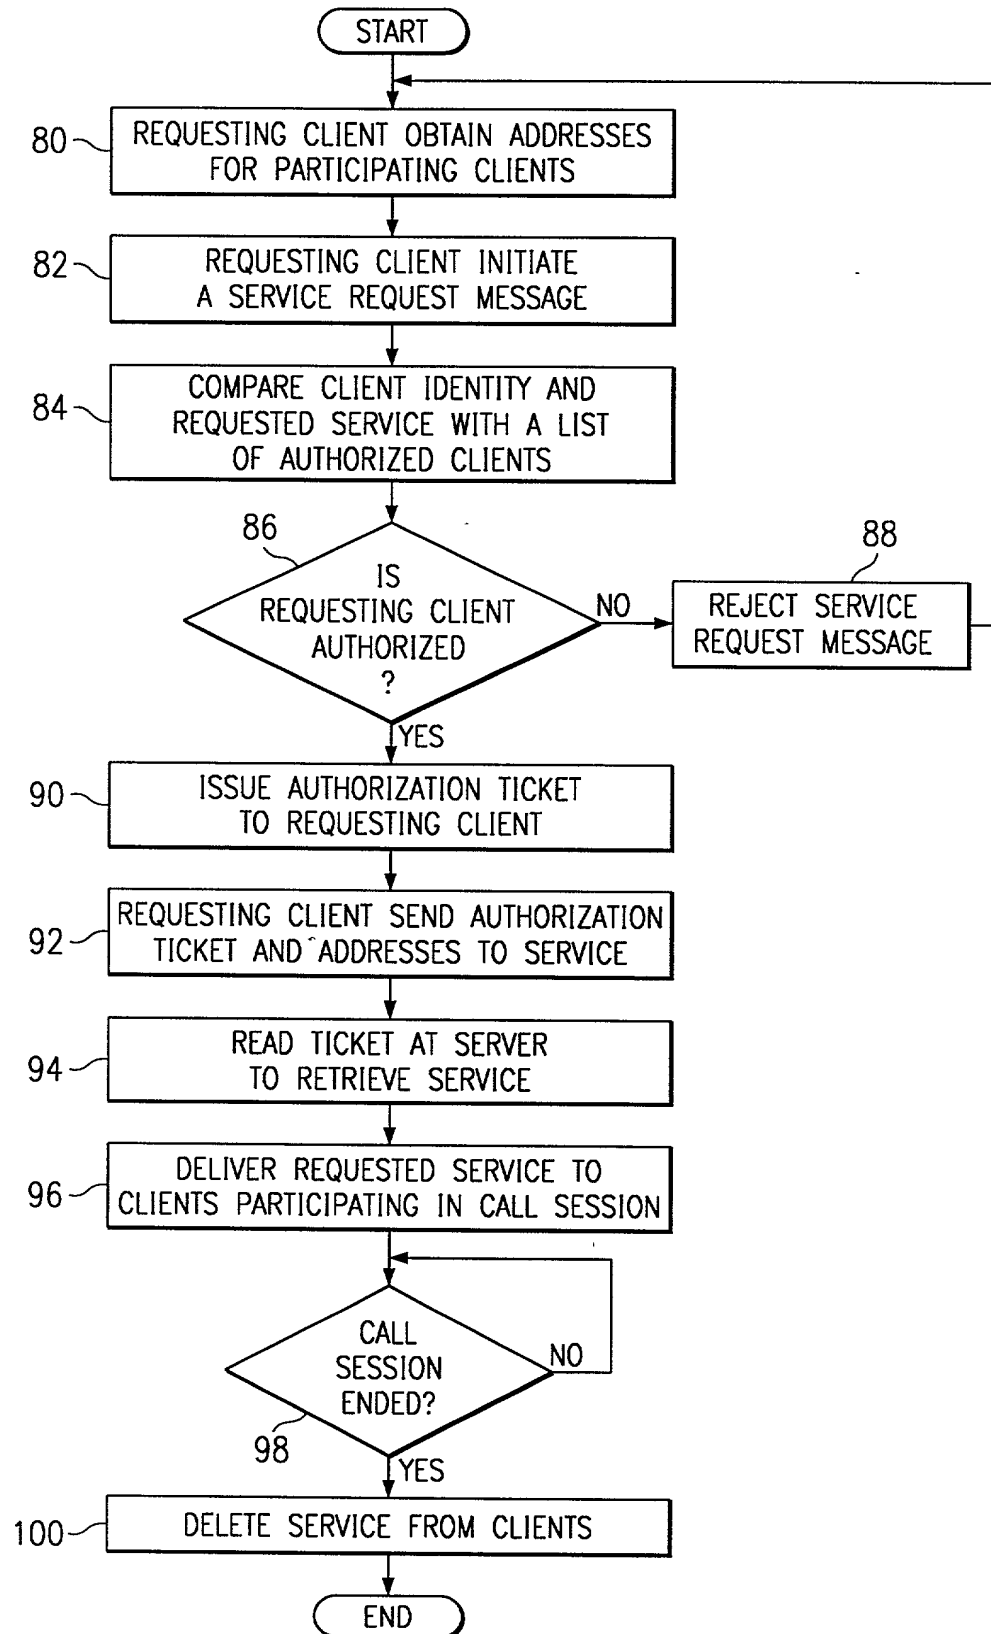 START
80
REQUESTING CLIENT OBTAIN ADDRESSES
FOR PARTICIPATING CLIENTS
82
REQUESTING CLIENT INITIATE
A SERVICE REQUEST MESSAGE
84
COMPARE CLIENT IDENTITY AND
REQUESTED SERVICE WITH A LIST
OF AUTHORIZED CLIENTS
86
IS
REQUESTING CLIENT
AUTHORIZED
?
NO
88
REJECT SERVICE
REQUEST MESSAGE
YES
90
ISSUE AUTHORIZATION TICKET
TO REQUESTING CLIENT
92
REQUESTING CLIENT SEND AUTHORIZATION
TICKET AND ADDRESSES TO SERVICE
94
READ TICKET AT SERVER
TO RETRIEVE SERVICE
96
DELIVER REQUESTED SERVICE TO
CLIENTS PARTICIPATING IN CALL SESSION
CALL
SESSION
ENDED?
NO
98
YES
100
DELETE SERVICE FROM CLIENTS
END